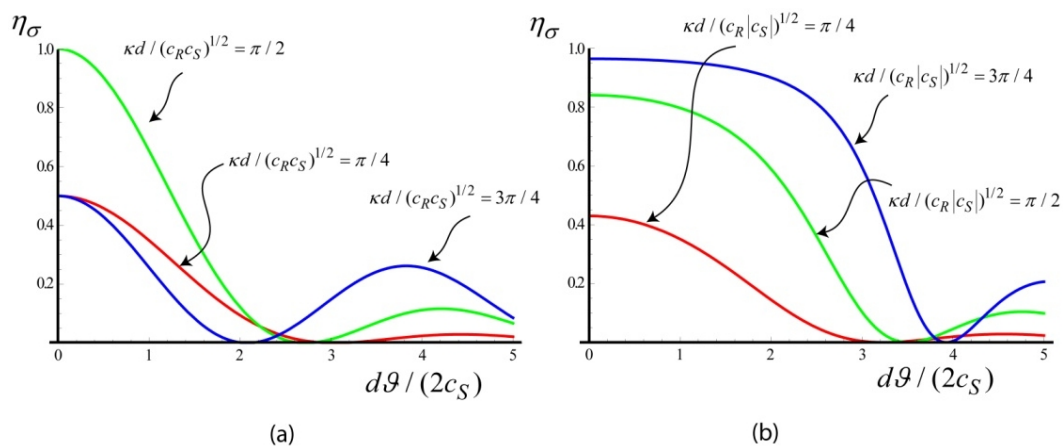 η_σ
κd / (c_R c_S)^{1/2} = π / 2
1.0
0.8
0.6
κd / (c_R c_S)^{1/2} = π / 4
κd / (c_R c_S)^{1/2} = 3π / 4
0.4
0.2
0 1 2 3 4 5
dϑ / (2c_S)
(a)
η_σ
κd / (c_R |c_S|)^{1/2} = π / 4
1.0
κd / (c_R |c_S|)^{1/2} = 3π / 4
0.8
0.6
κd / (c_R |c_S|)^{1/2} = π / 2
0.4
0.2
0 1 2 3 4 5
dϑ / (2c_S)
(b)